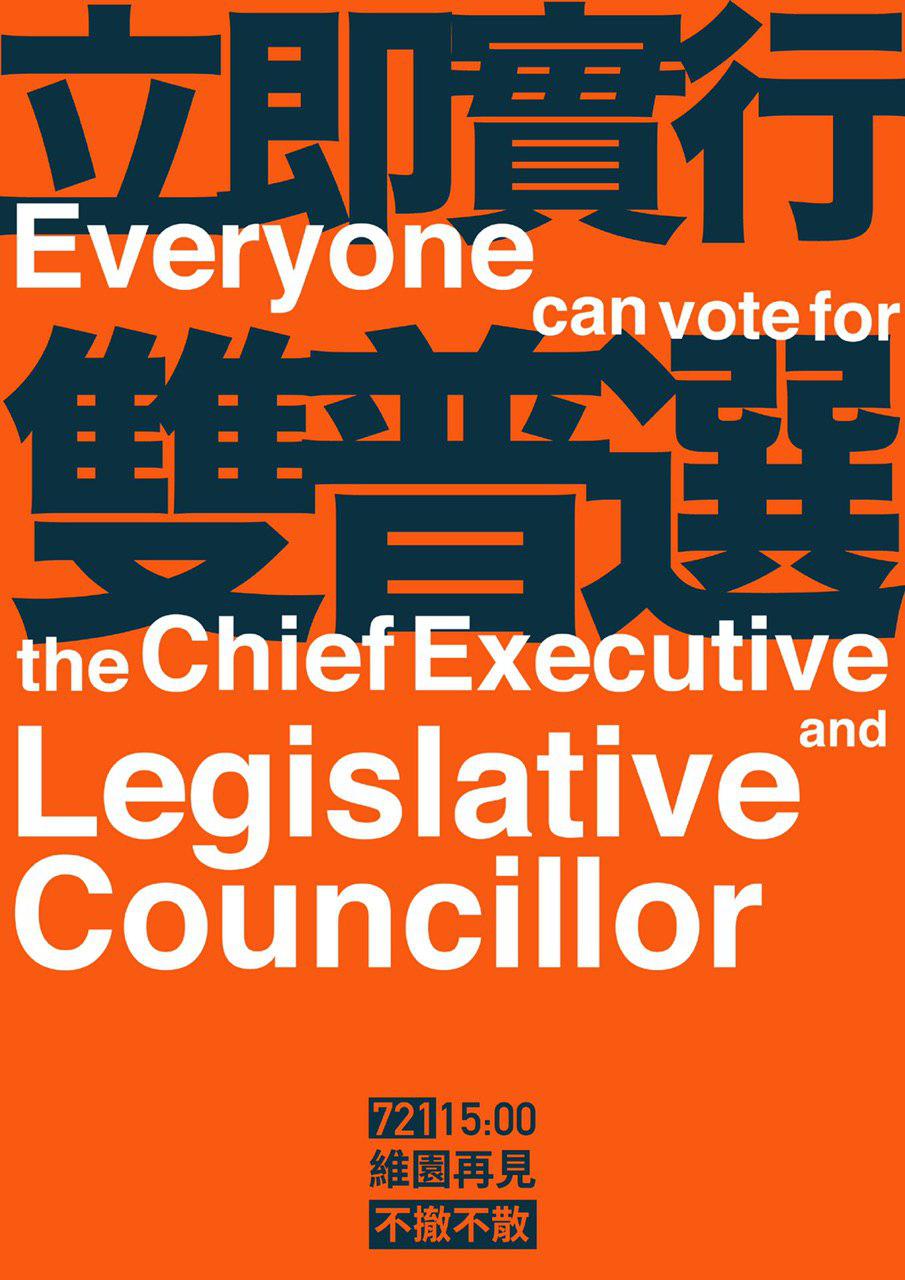 立即實行
Everyone
can vote for
雙普選
the Chief Executive
and
Legislative
Councillor
721 15:00
維園再見
不撤不散